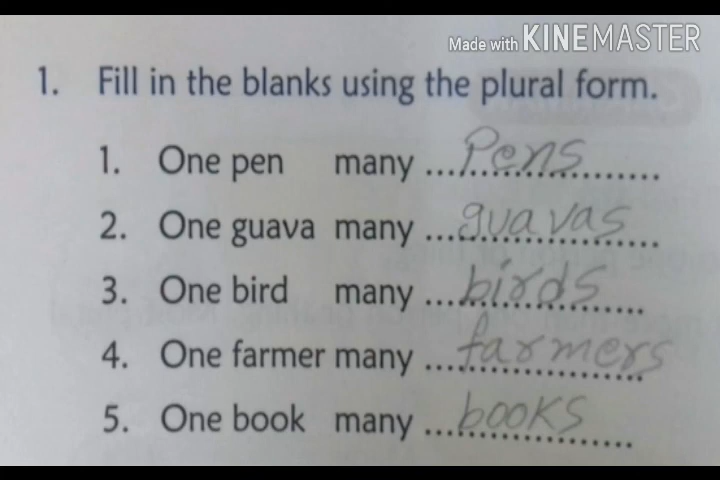 Made with KINEMASTER
1. Fill in the blanks using the plural form.
1. One pen many ...Pens...
2. One guava many ...guavas...
3. One bird many ...birds...
4. One farmer many ...farmers
5. One book many ...books...